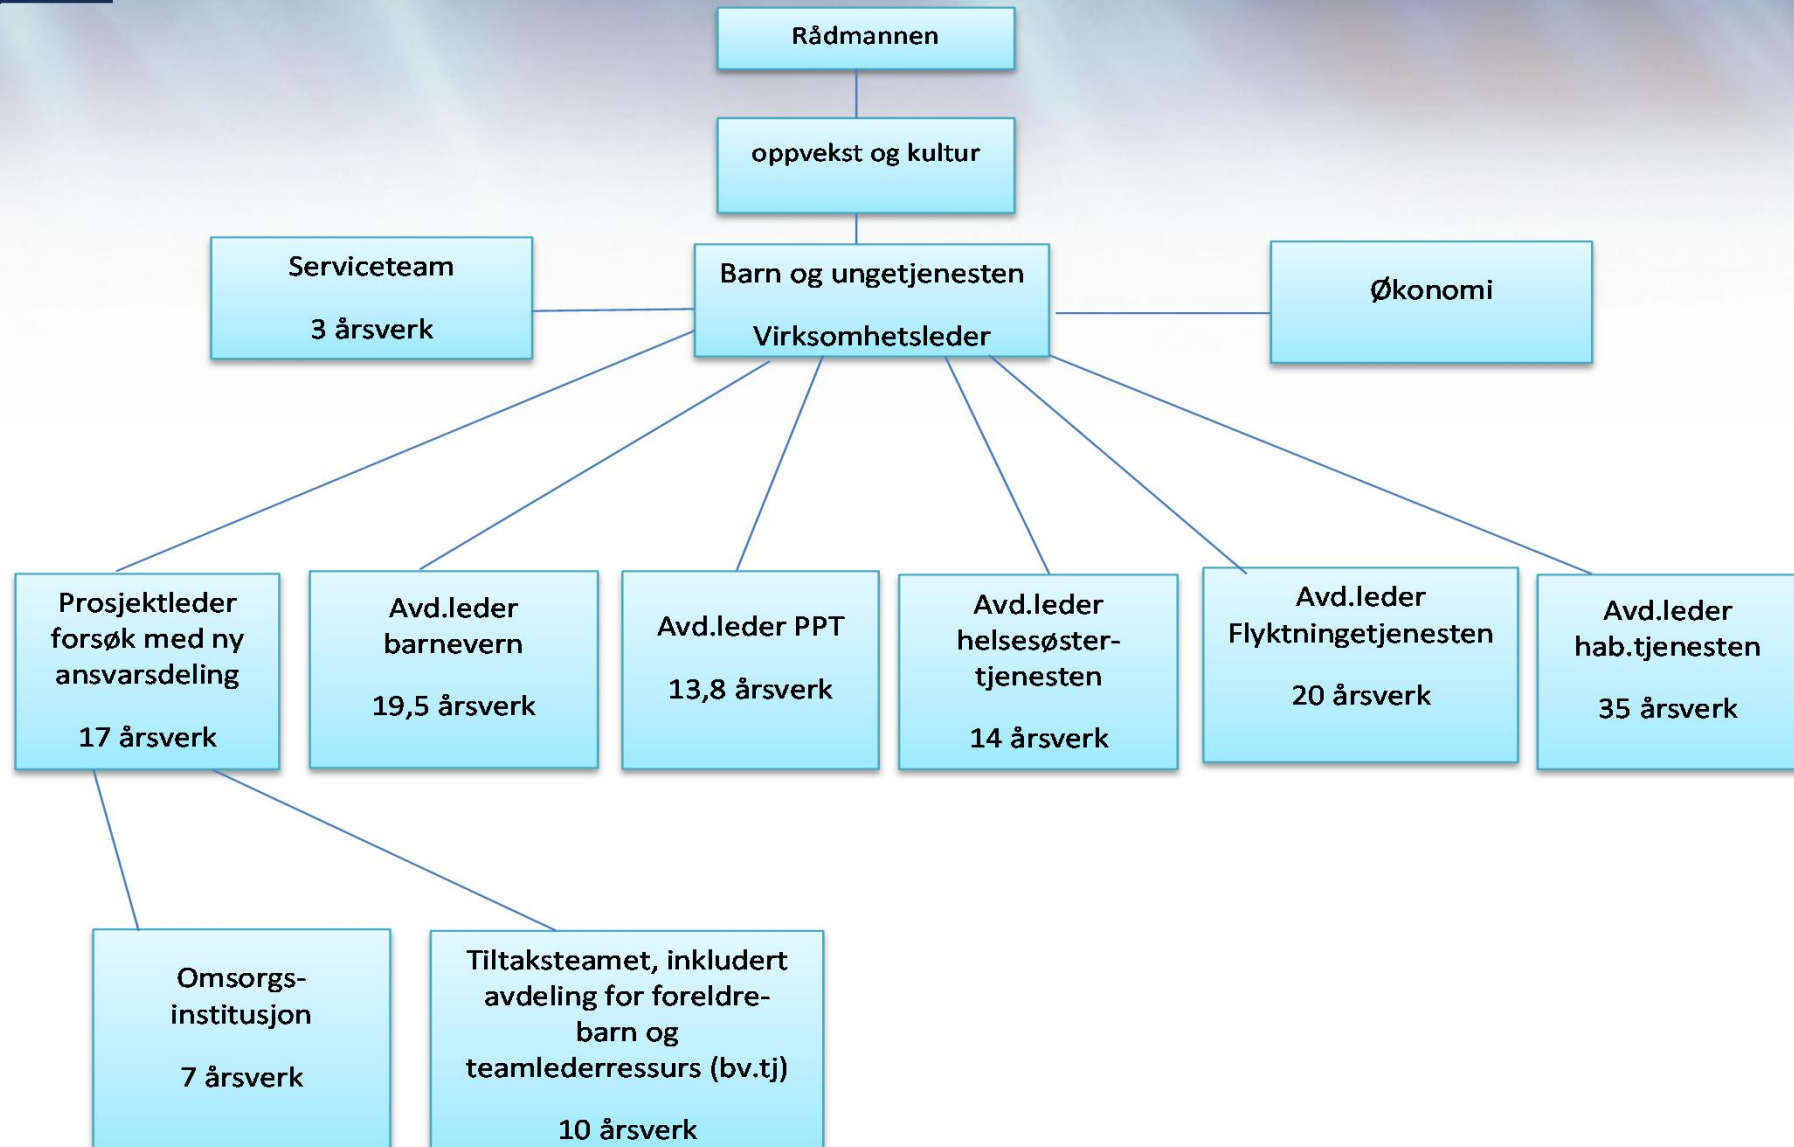 Rådmannen
oppvekst og kultur
Serviceteam
3 årsverk
Barn og ungetjenesten
Virksomhetsleder
Økonomi
Prosjektleder
forsøk med ny
ansvarsdeling
17 årsverk
Avd.leder
barnevern
19,5 årsverk
Avd.leder PPT
13,8 årsverk
Avd.leder
helsesøster-
tjenesten
14 årsverk
Avd.leder
Flyktningetjenesten
20 årsverk
Avd.leder
hab.tjenesten
35 årsverk
Omsorgs-
institusjon
7 årsverk
Tiltaksteamet, inkludert
avdeling for foreldre-
barn og
teamlederressurs (bv.tj)
10 årsverk